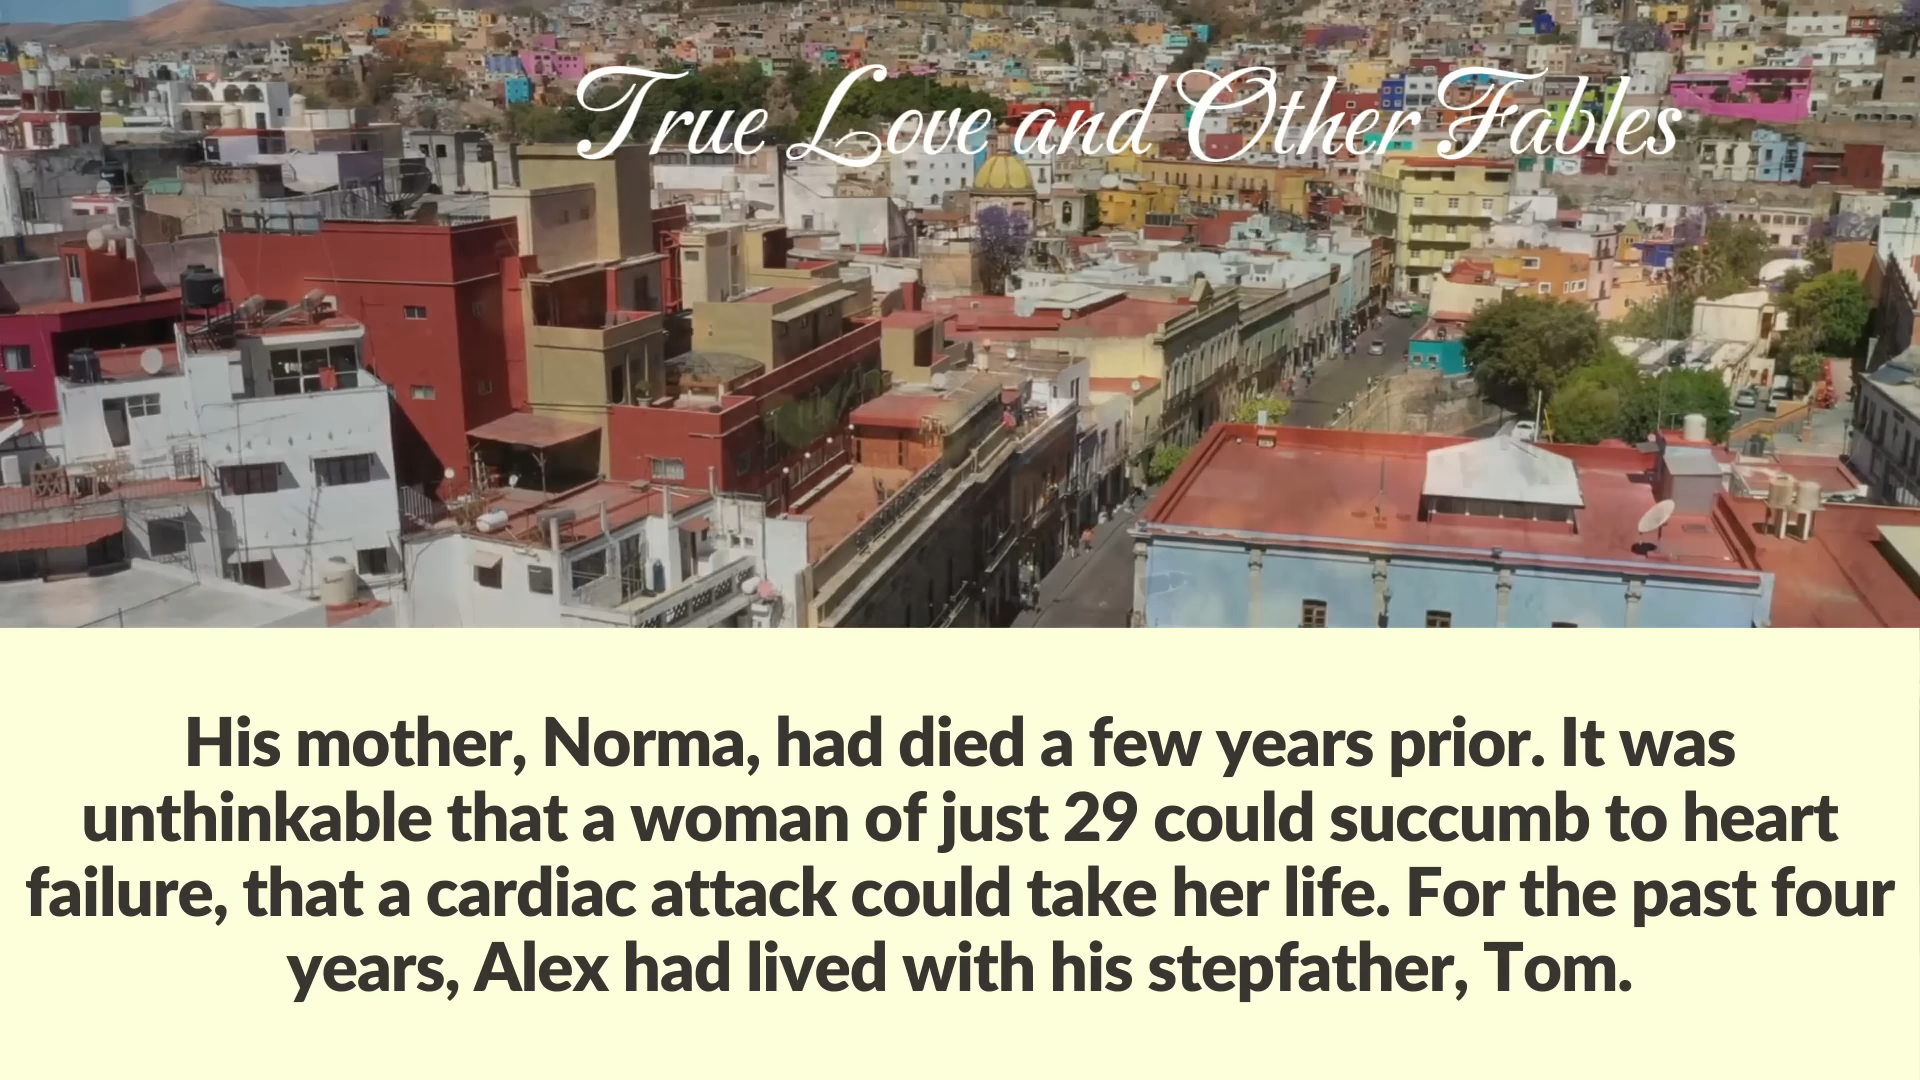 True Love and Other Fables
His mother, Norma, had died a few years prior. It was
unthinkable that a woman of just 29 could succumb to heart
failure, that a cardiac attack could take her life. For the past four
years, Alex had lived with his stepfather, Tom.